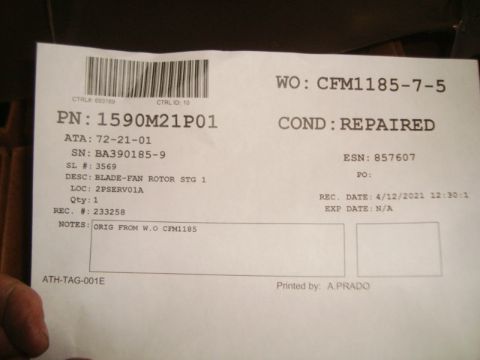 CTRL#: 693769 CTRL ID: 10
WO: CFM1185-7-5
PN: 1590M21P01
COND: REPAIRED
ATA: 72-21-01
SN: BA390185-9
ESN: 857607
SL #: 3569
PO:
DESC: BLADE-FAN ROTOR STG 1
LOC: 2PSERV01A
REC. DATE: 4/12/2021 12:30:1
Qty: 1
EXP DATE: N/A
REC. #: 233258
NOTES: ORIG FROM W.O CFM1185
ATH-TAG-001E
Printed by: A.PRADO